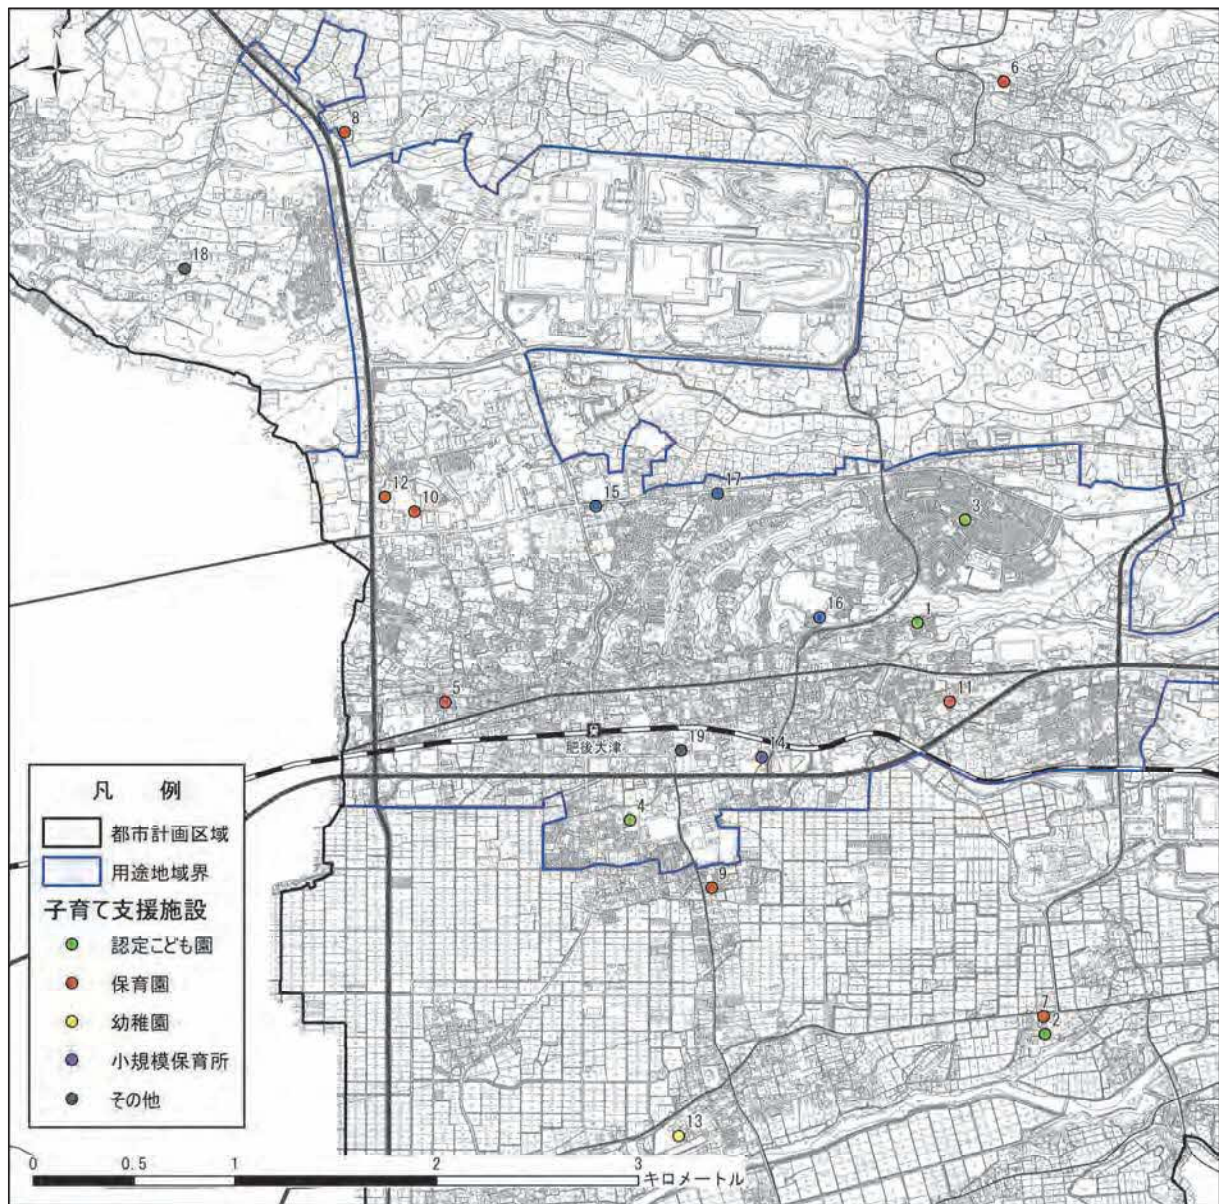 N
6
8
18
12
10
15
17
3
16
1
5
11
肥後大津
19
14
4
9
7
2
13
凡 例
都市計画区域
用途地域界
子育て支援施設
認定こども園
保育園
幼稚園
小規模保育所
その他
0 0.5 1 2 3 キロメートル